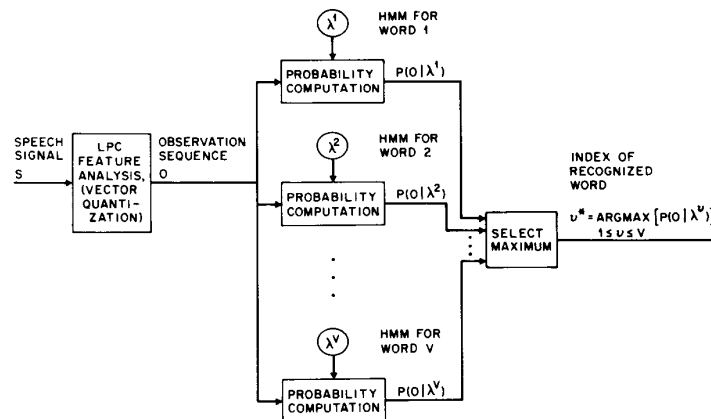 λ¹
HMM FOR
WORD 1
PROBABILITY
COMPUTATION
P(O|λ¹)
SPEECH
SIGNAL
S
LPC
FEATURE
ANALYSIS,
(VECTOR
QUANTI-
ZATION)
OBSERVATION
SEQUENCE
O
λ²
HMM FOR
WORD 2
PROBABILITY
COMPUTATION
P(O|λ²)
λⱽ
HMM FOR
WORD V
PROBABILITY
COMPUTATION
P(O|λⱽ)
SELECT
MAXIMUM
INDEX OF
RECOGNIZED
WORD
υ* = ARGMAX [P(O|λᵛ)]
1 ≤ υ ≤ V